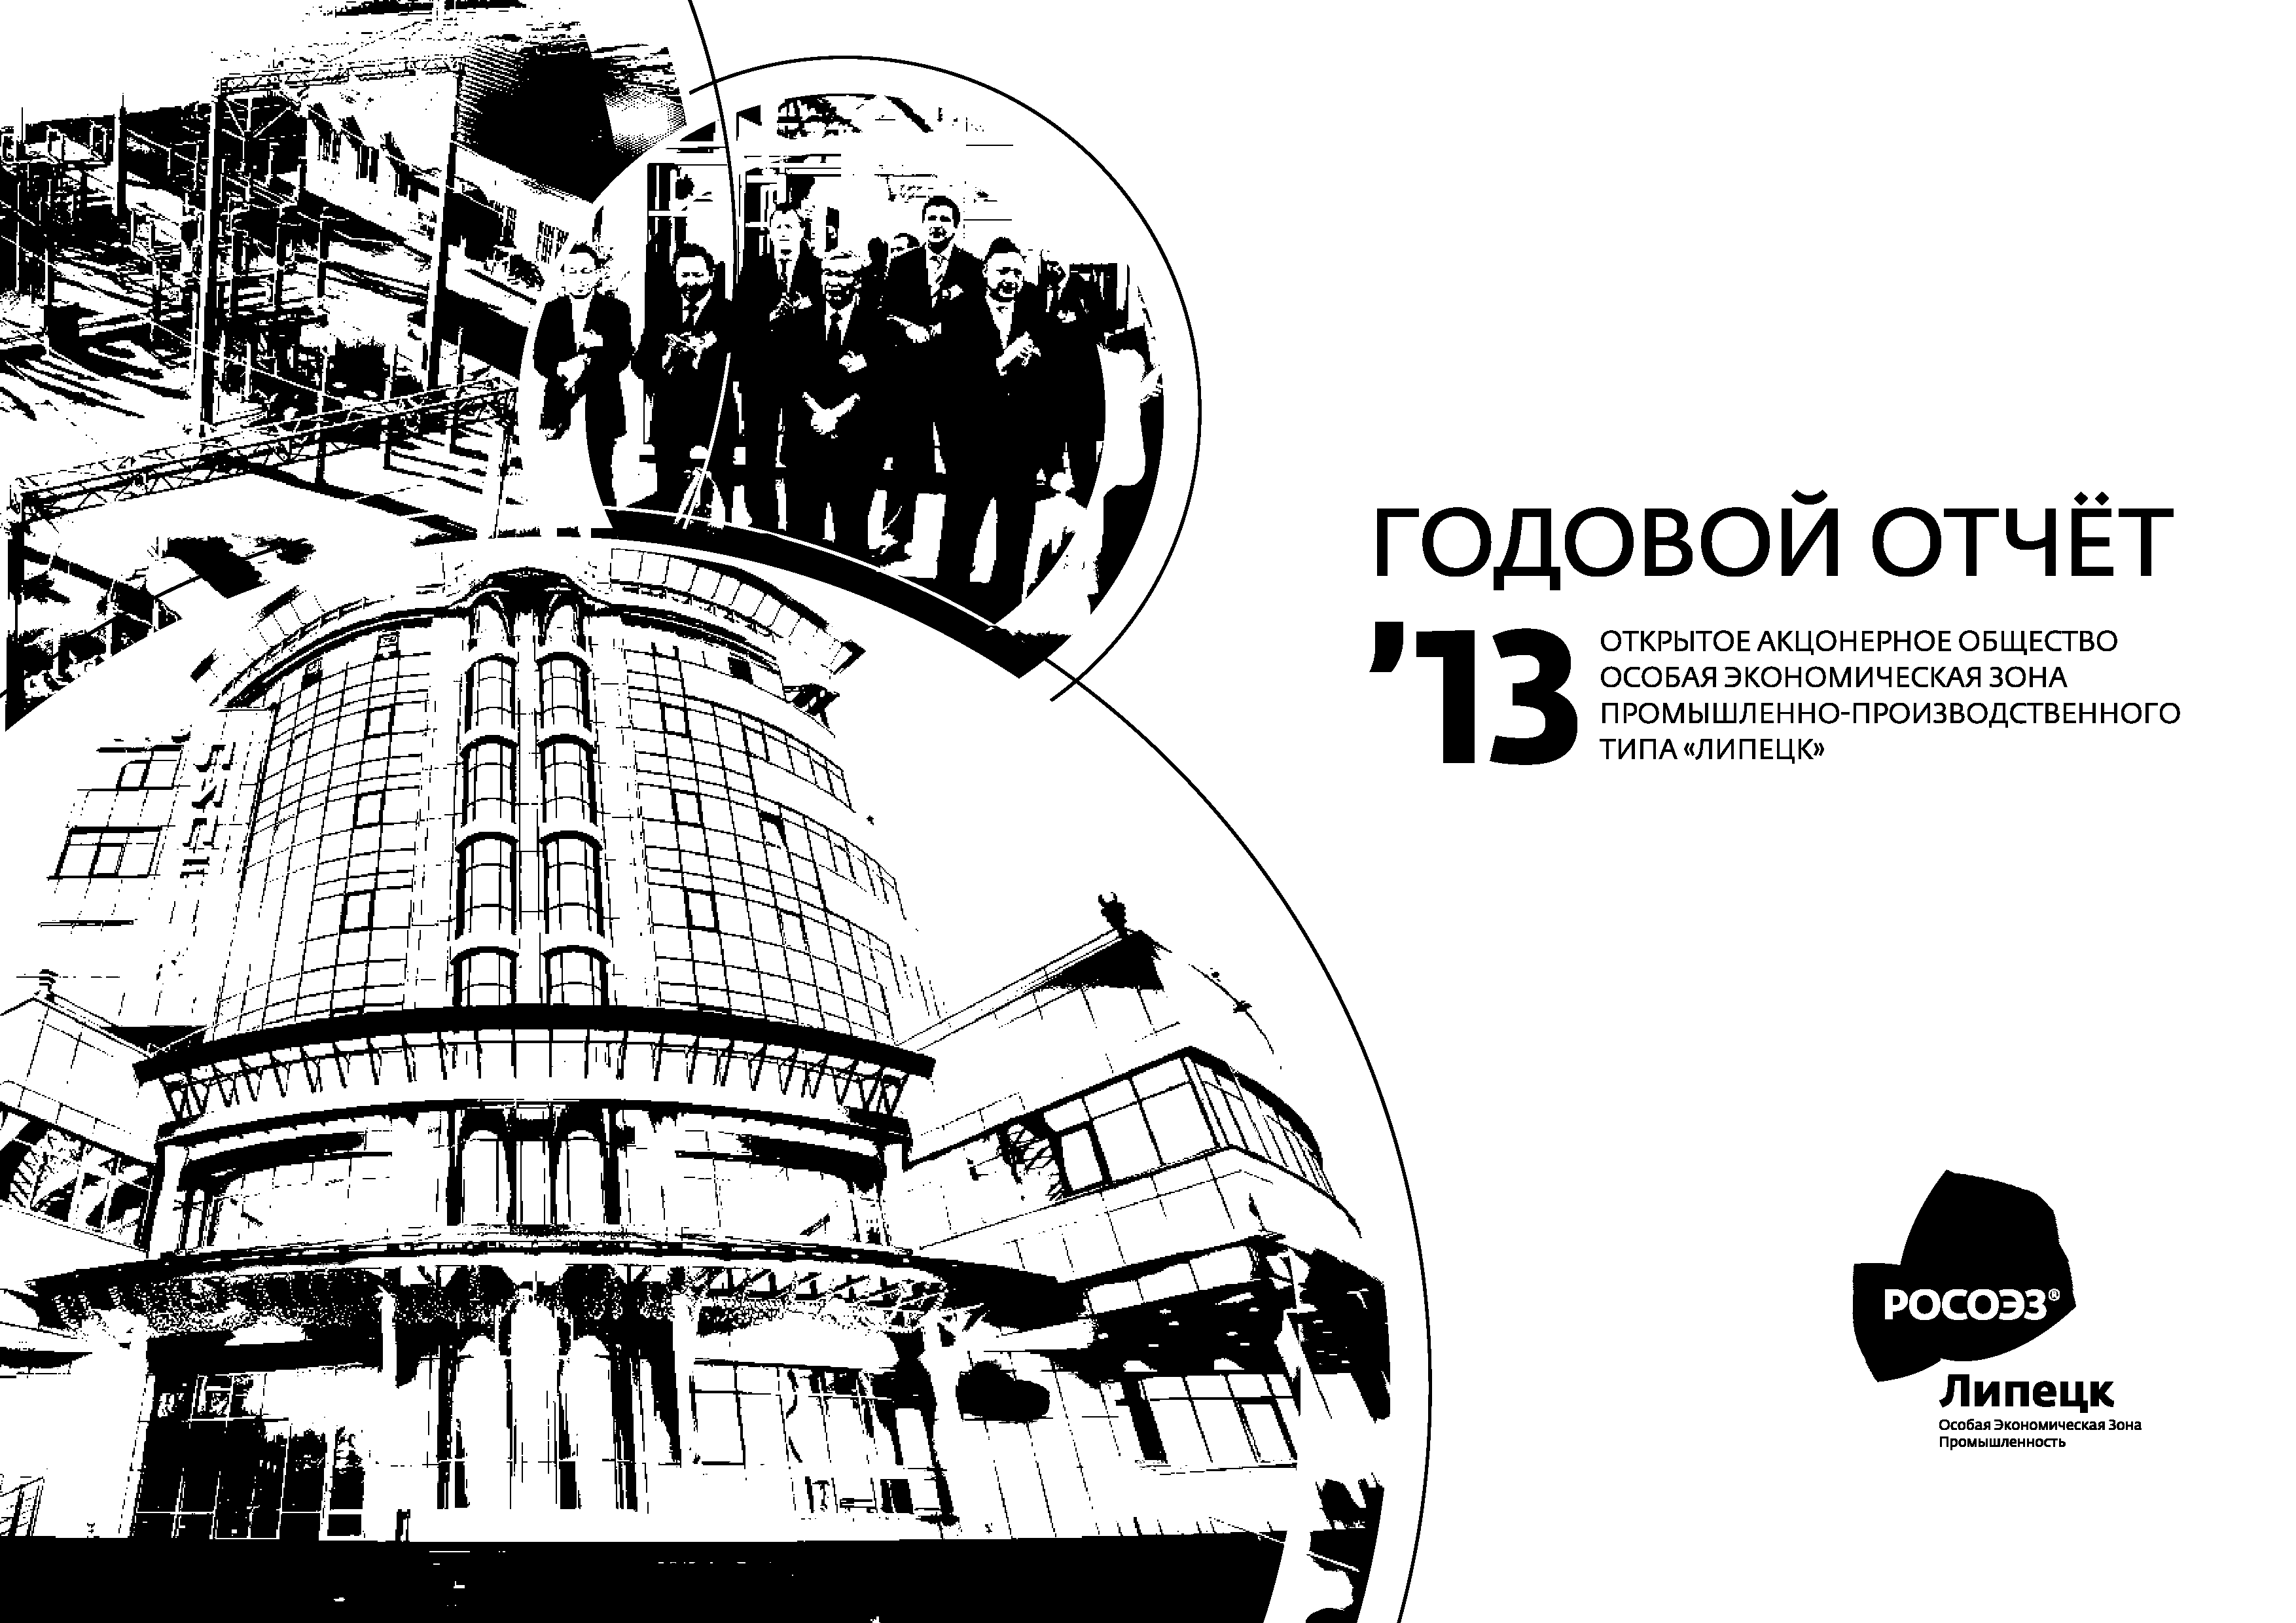 ГОДОВОЙ ОТЧЁТ
’13
ОТКРЫТОЕ АКЦОНЕРНОЕ ОБЩЕСТВО
ОСОБАЯ ЭКОНОМИЧЕСКАЯ ЗОНА
ПРОМЫШЛЕННО-ПРОИЗВОДСТВЕННОГО
ТИПА «ЛИПЕЦК»
РОСОЭЗ®
Липецк
Особая Экономическая Зона
Промышленность